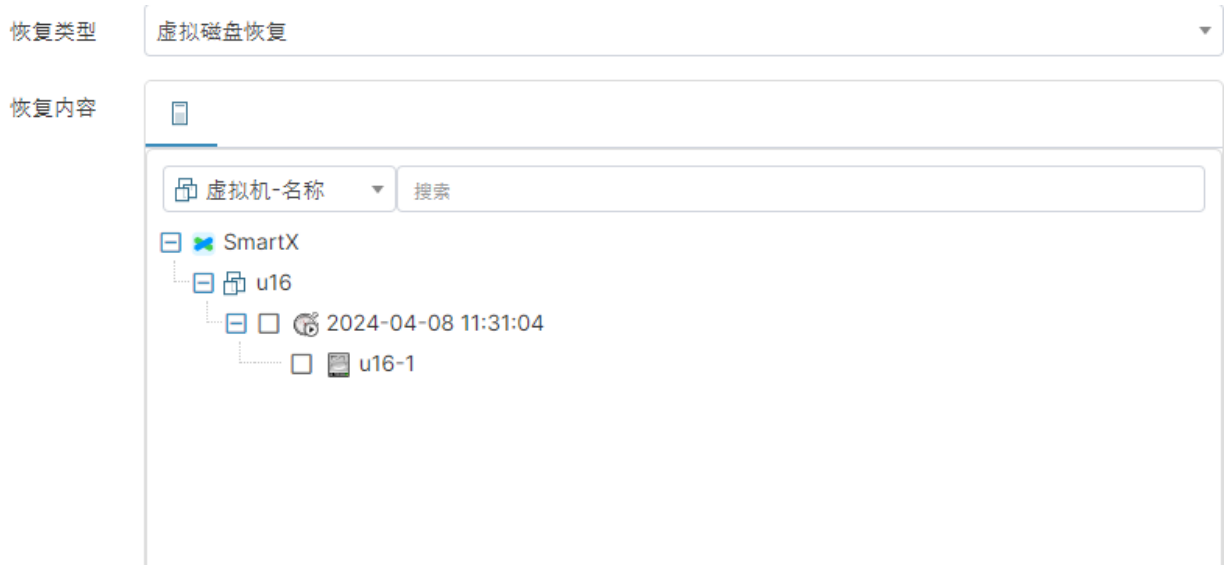 恢复类型 虚拟磁盘恢复
恢复内容
虚拟机-名称 搜索
SmartX
u16
2024-04-08 11:31:04
u16-1